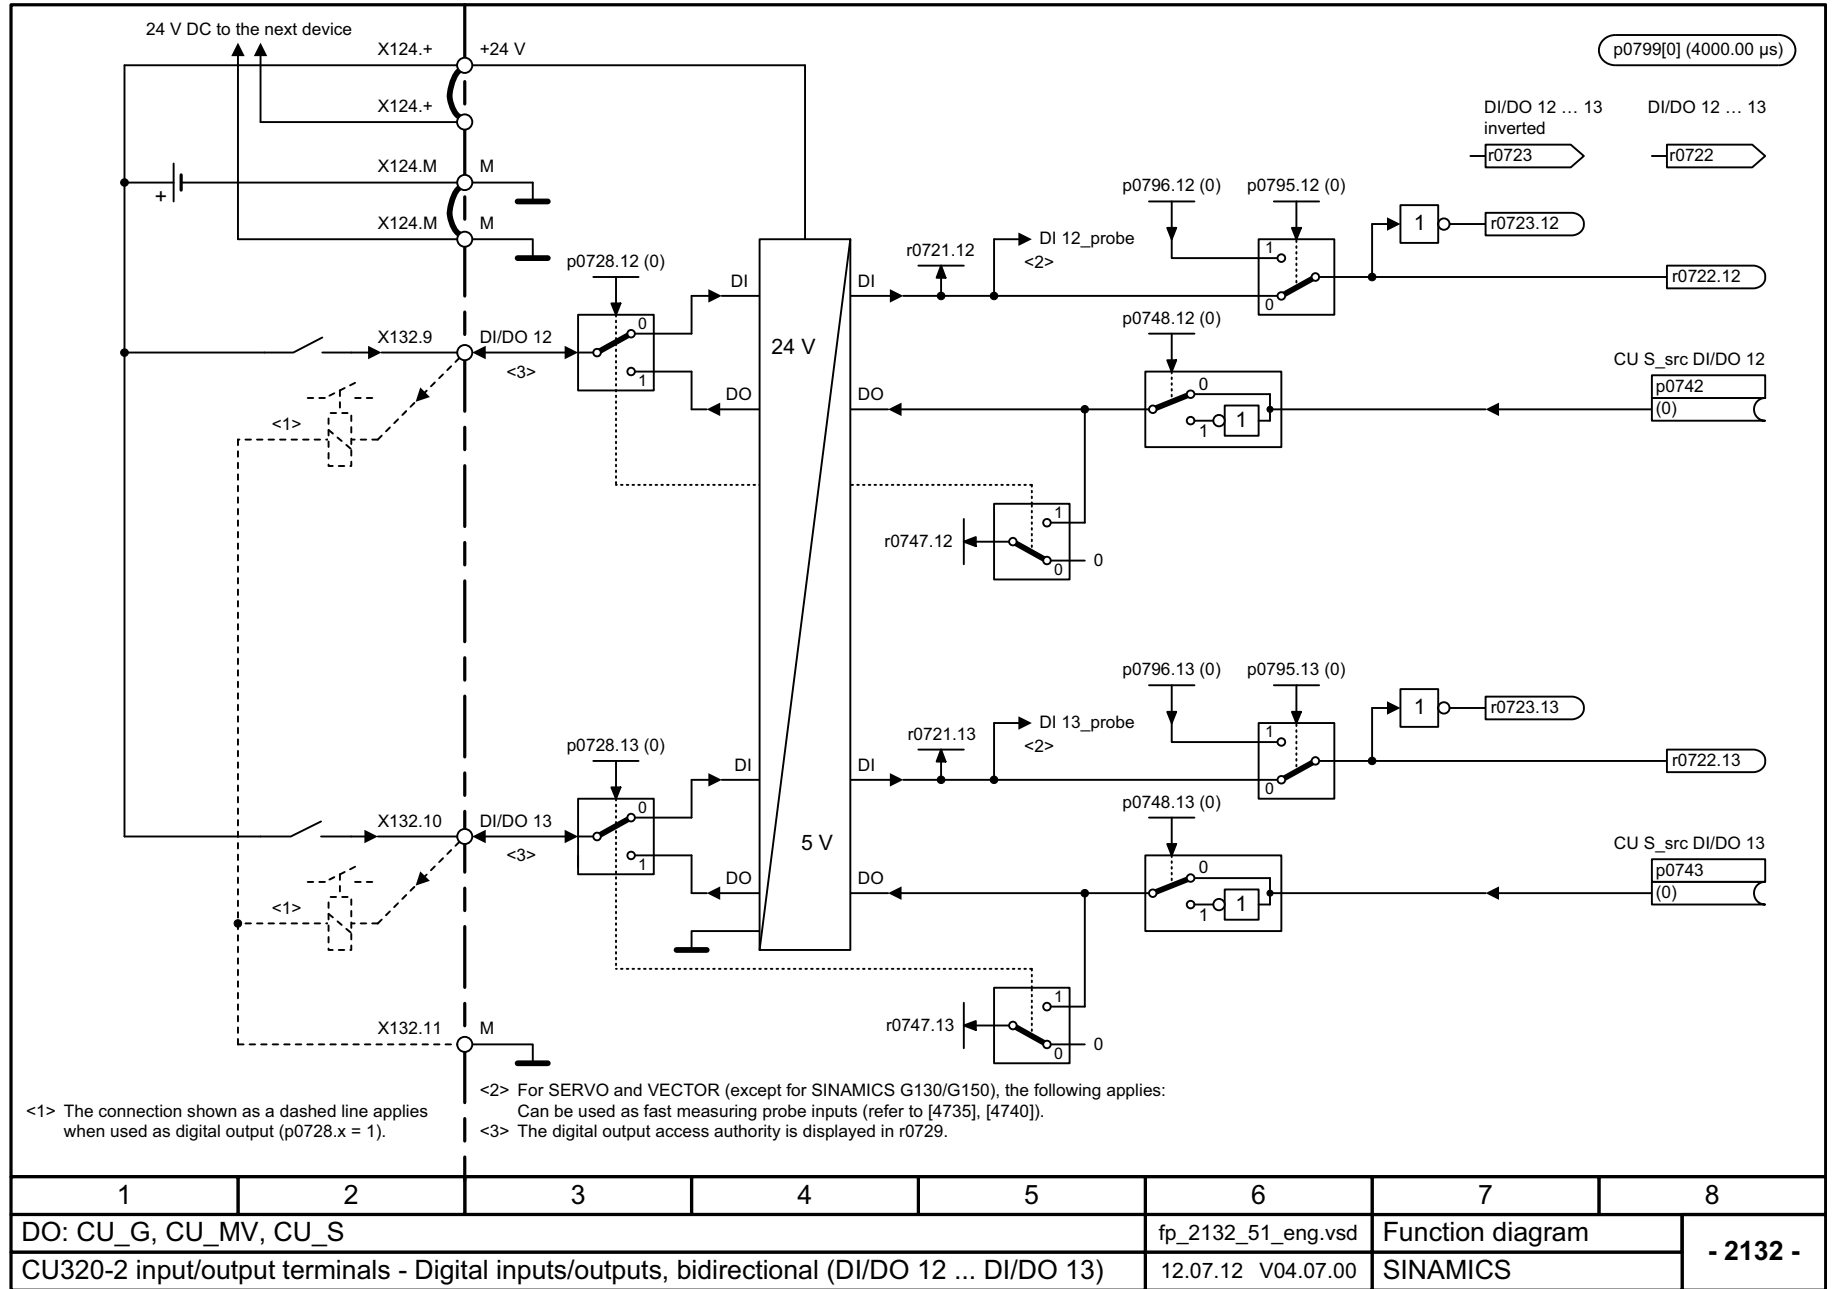 24 V DC to the next device
X124.+
+24 V
p0799[0] (4000.00 µs)
X124.+
DI/DO 12 … 13
inverted
r0723
DI/DO 12 … 13
r0722
X124.M
M
+
X124.M
M
p0796.12 (0)
p0795.12 (0)
1
r0723.12
p0728.12 (0)
DI
DI
r0721.12
DI 12_probe
<2>
1
0
r0722.12
X132.9
DI/DO 12
<3>
0
1
24 V
p0748.12 (0)
CU S_src DI/DO 12
p0742
(0)
DO
DO
0
1
1
<1>
r0747.12
1
0
0
p0796.13 (0)
p0795.13 (0)
1
r0723.13
p0728.13 (0)
DI
DI
r0721.13
DI 13_probe
<2>
1
0
r0722.13
X132.10
DI/DO 13
<3>
0
1
5 V
p0748.13 (0)
CU S_src DI/DO 13
p0743
(0)
DO
DO
0
1
1
<1>
r0747.13
1
0
0
X132.11
M
<1> The connection shown as a dashed line applies
when used as digital output (p0728.x = 1).
<2> For SERVO and VECTOR (except for SINAMICS G130/G150), the following applies:
Can be used as fast measuring probe inputs (refer to [4735], [4740]).
<3> The digital output access authority is displayed in r0729.
1 2 3 4 5 6 7 8
DO: CU_G, CU_MV, CU_S
fp_2132_51_eng.vsd
Function diagram
- 2132 -
CU320-2 input/output terminals - Digital inputs/outputs, bidirectional (DI/DO 12 ... DI/DO 13)
12.07.12 V04.07.00
SINAMICS